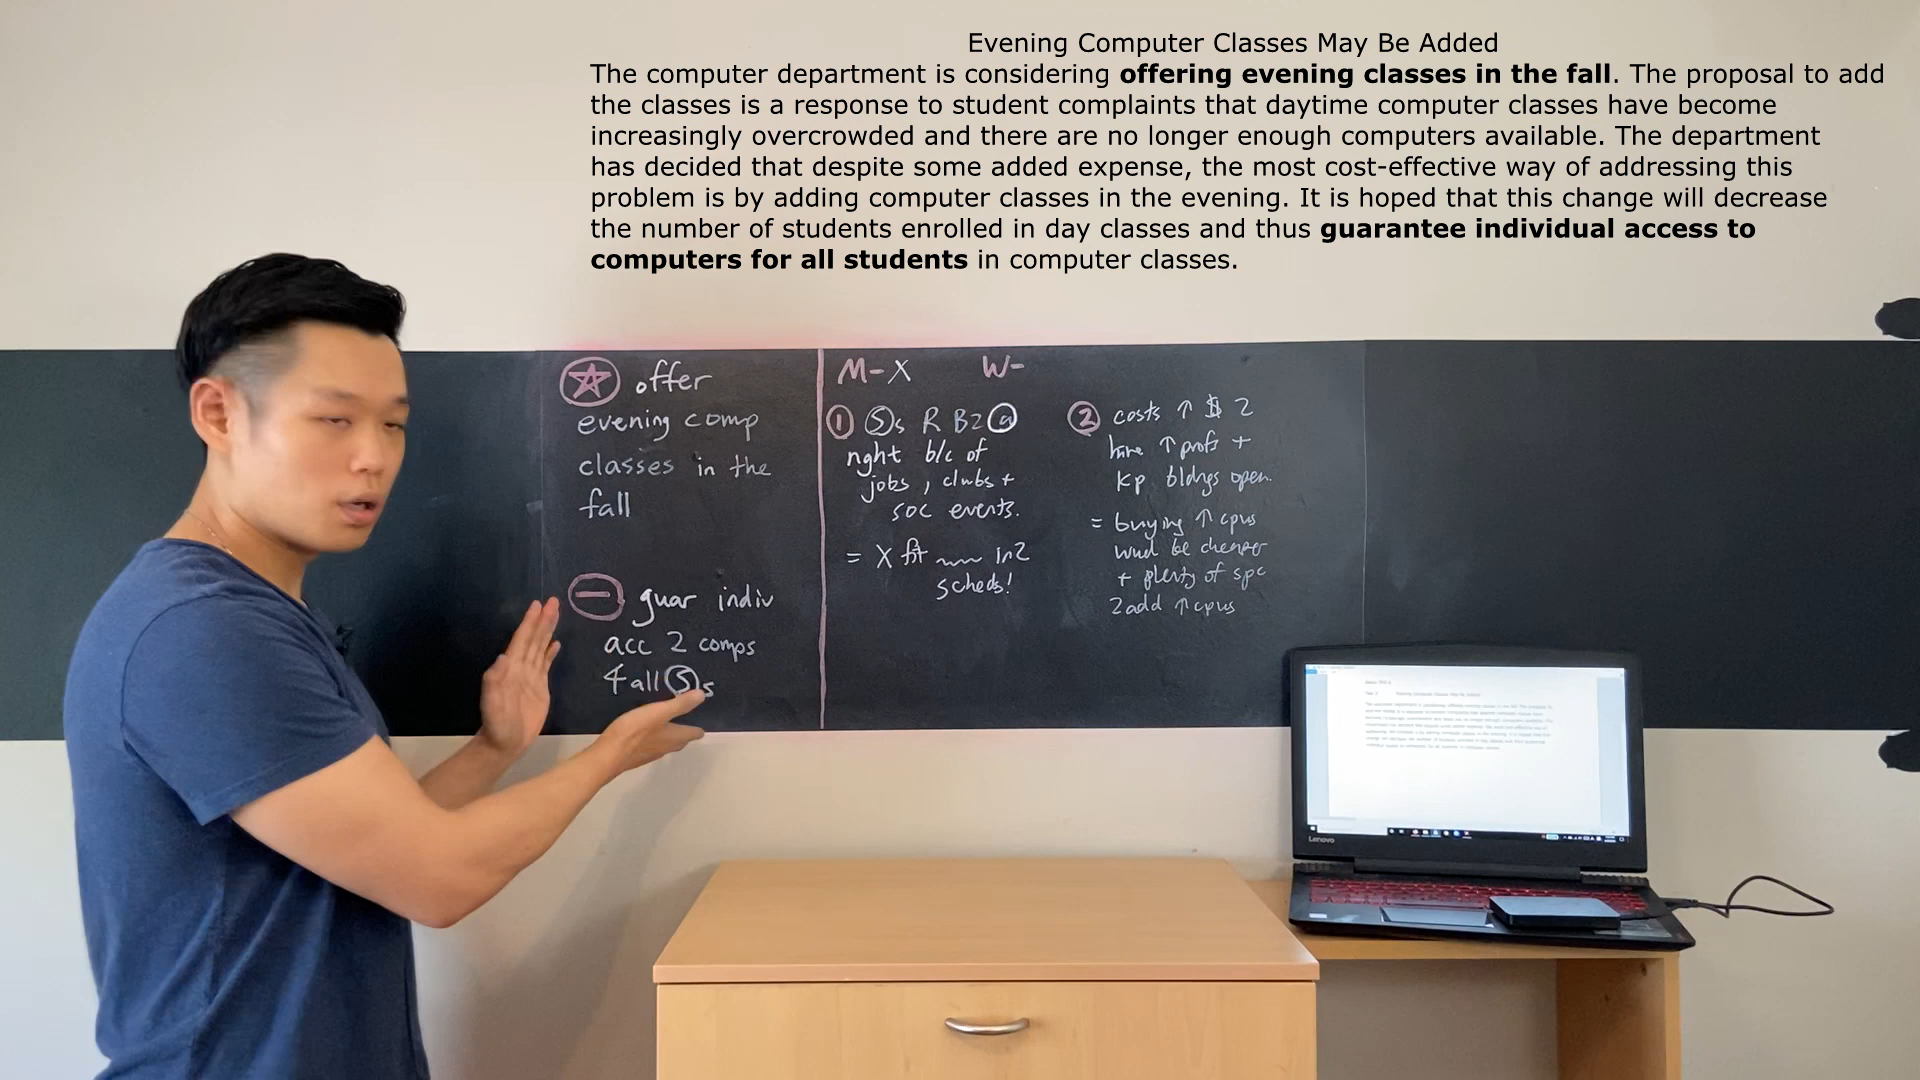 Evening Computer Classes May Be Added
The computer department is considering offering evening classes in the fall. The proposal to add
the classes is a response to student complaints that daytime computer classes have become
increasingly overcrowded and there are no longer enough computers available. The department
has decided that despite some added expense, the most cost-effective way of addressing this
problem is by adding computer classes in the evening. It is hoped that this change will decrease
the number of students enrolled in day classes and thus guarantee individual access to
computers for all students in computer classes.
offer
evening comp
classes in the
fall
guar indiv
acc 2 comps
4 all Ss
M-X
W-
1 Ss R B2 a
nght b/c of
jobs, clubs +
soc events.
= X fit in2
scheds!
2 costs ↑ $ 2
hire ↑ profs +
kp bldngs open.
= buying ↑ cpus
wud be cheaper
+ plenty of spc
2 add ↑ cpus
Lenovo